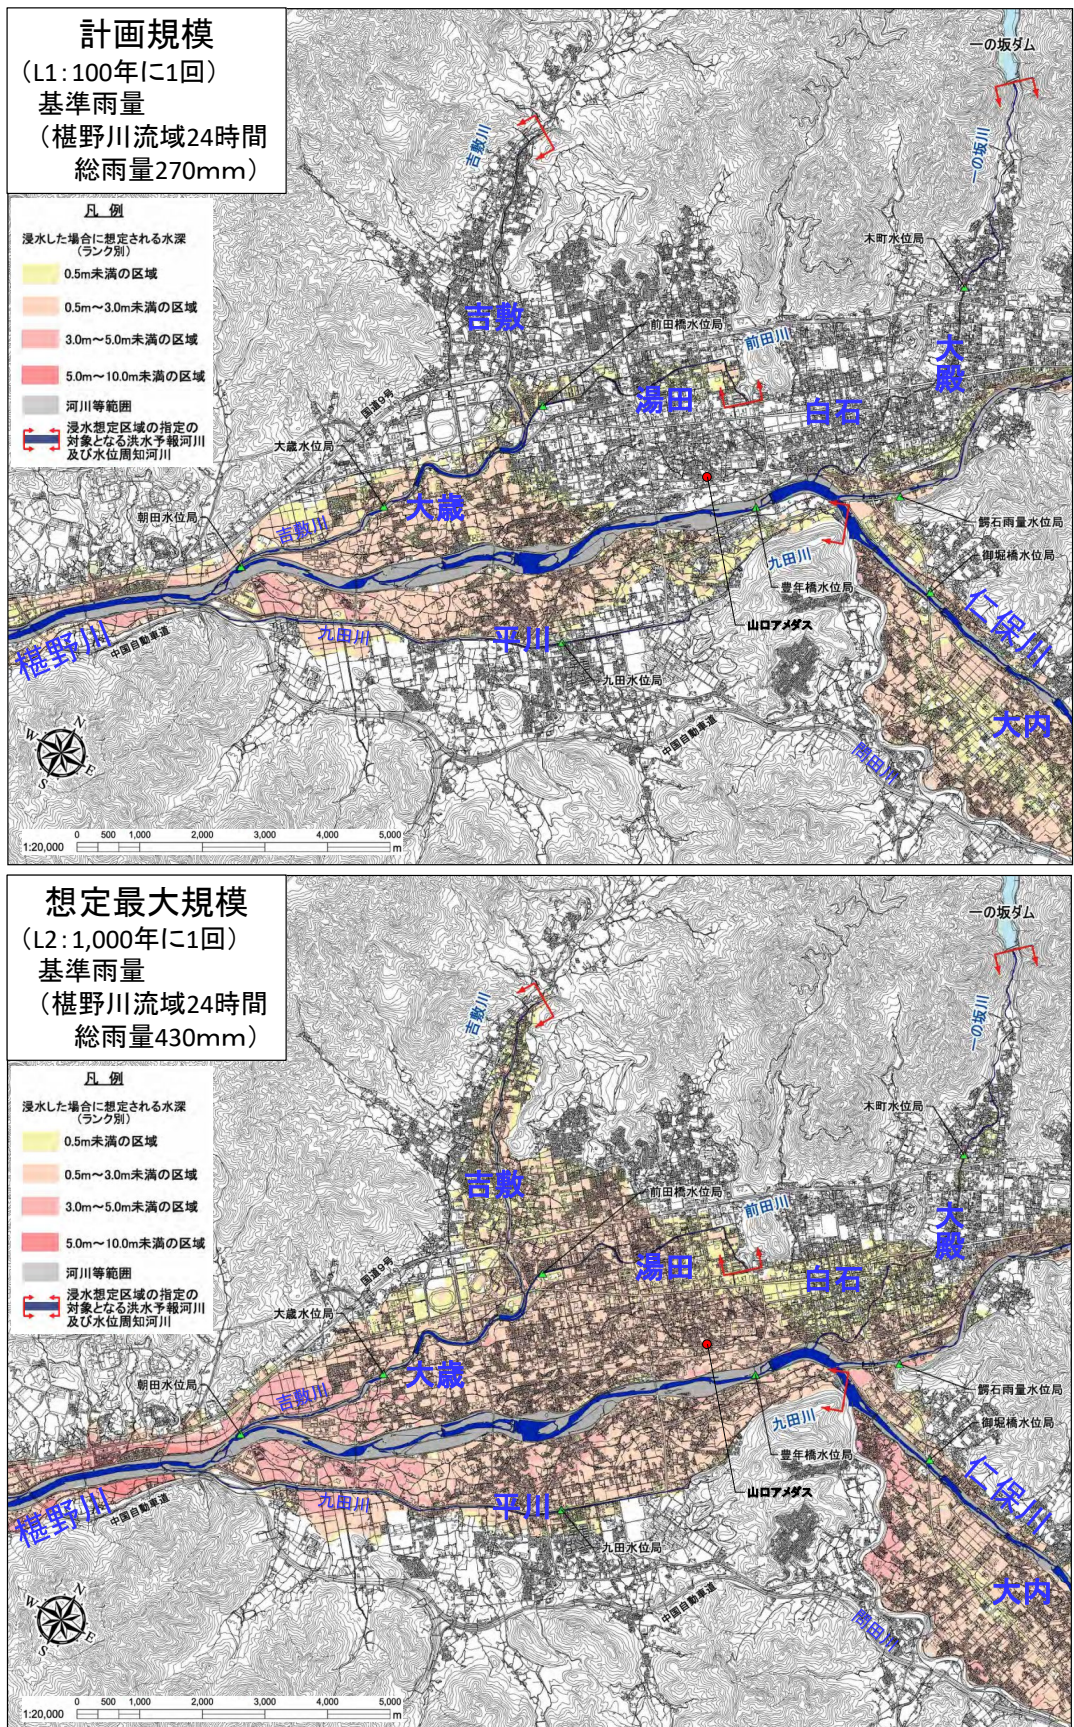 計画規模
（L1：100年に1回）
基準雨量
（椹野川流域24時間
総雨量270mm）
凡 例
浸水した場合に想定される水深
（ランク別）
0.5m未満の区域
0.5m～3.0m未満の区域
3.0m～5.0m未満の区域
5.0m～10.0m未満の区域
河川等範囲
浸水想定区域の指定の
対象となる洪水予報河川
及び水位周知河川
一の坂ダム
吉敷川
一の坂川
木町水位局
吉敷
前田橋水位局
前田川
大殿
国道9号
湯田
白石
大歳水位局
大歳
朝田水位局
吉敷川
鰐石雨量水位局
九田川
御堀橋水位局
豊年橋水位局
仁保川
山口アメダス
椹野川
中国自動車道
九田川
平川
九田水位局
大内
中国自動車道
問田川
N
W
E
S
0 500 1,000 2,000 3,000 4,000 5,000
1:20,000
m
想定最大規模
（L2：1,000年に1回）
基準雨量
（椹野川流域24時間
総雨量430mm）
凡 例
浸水した場合に想定される水深
（ランク別）
0.5m未満の区域
0.5m～3.0m未満の区域
3.0m～5.0m未満の区域
5.0m～10.0m未満の区域
河川等範囲
浸水想定区域の指定の
対象となる洪水予報河川
及び水位周知河川
一の坂ダム
吉敷川
一の坂川
木町水位局
吉敷
前田橋水位局
前田川
大殿
国道9号
湯田
白石
大歳水位局
大歳
朝田水位局
吉敷川
鰐石雨量水位局
九田川
御堀橋水位局
豊年橋水位局
仁保川
山口アメダス
椹野川
中国自動車道
九田川
平川
九田水位局
大内
中国自動車道
問田川
N
W
E
S
0 500 1,000 2,000 3,000 4,000 5,000
1:20,000
m